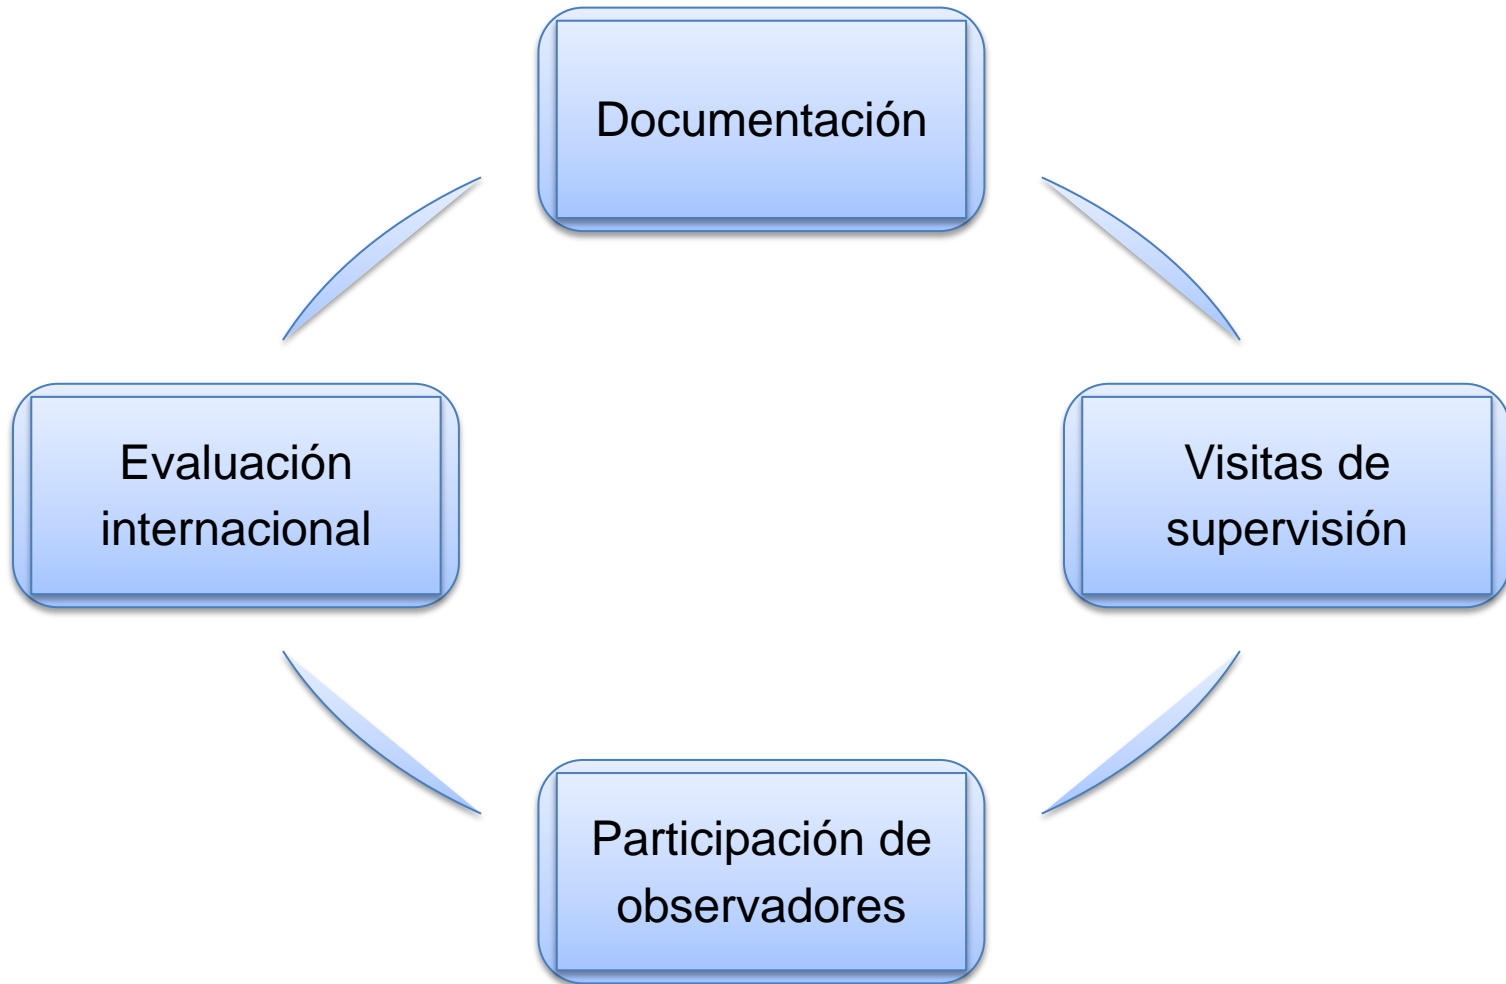 Documentación
Evaluación
internacional
Visitas de
supervisión
Participación de
observadores